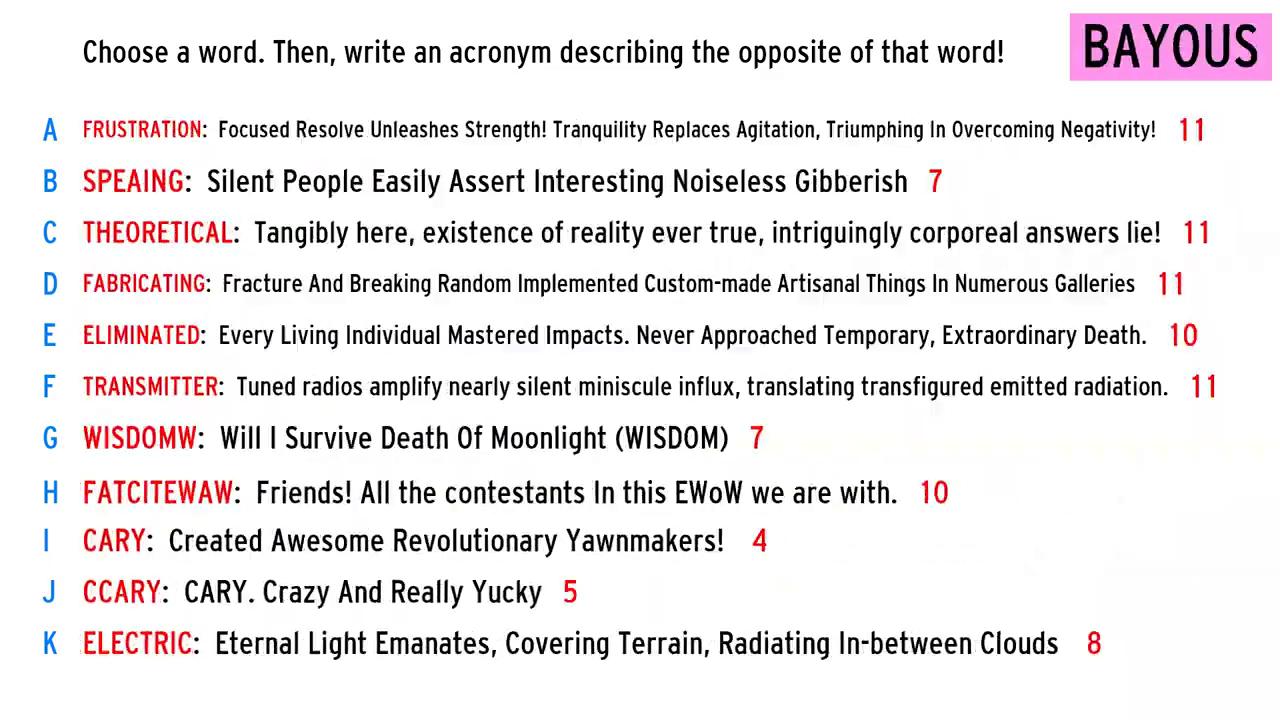 Choose a word. Then, write an acronym describing the opposite of that word!
BAYOUS
A FRUSTRATION: Focused Resolve Unleashes Strength! Tranquility Replaces Agitation, Triumphing In Overcoming Negativity! 11
B SPEAING: Silent People Easily Assert Interesting Noiseless Gibberish 7
C THEORETICAL: Tangibly here, existence of reality ever true, intriguingly corporeal answers lie! 11
D FABRICATING: Fracture And Breaking Random Implemented Custom-made Artisanal Things In Numerous Galleries 11
E ELIMINATED: Every Living Individual Mastered Impacts. Never Approached Temporary, Extraordinary Death. 10
F TRANSMITTER: Tuned radios amplify nearly silent miniscule influx, translating transfigured emitted radiation. 11
G WISDOMW: Will I Survive Death Of Moonlight (WISDOM) 7
H FATCITEWAW: Friends! All the contestants In this EWoW we are with. 10
I CARY: Created Awesome Revolutionary Yawnmakers! 4
J CCARY: CARY. Crazy And Really Yucky 5
K ELECTRIC: Eternal Light Emanates, Covering Terrain, Radiating In-between Clouds 8